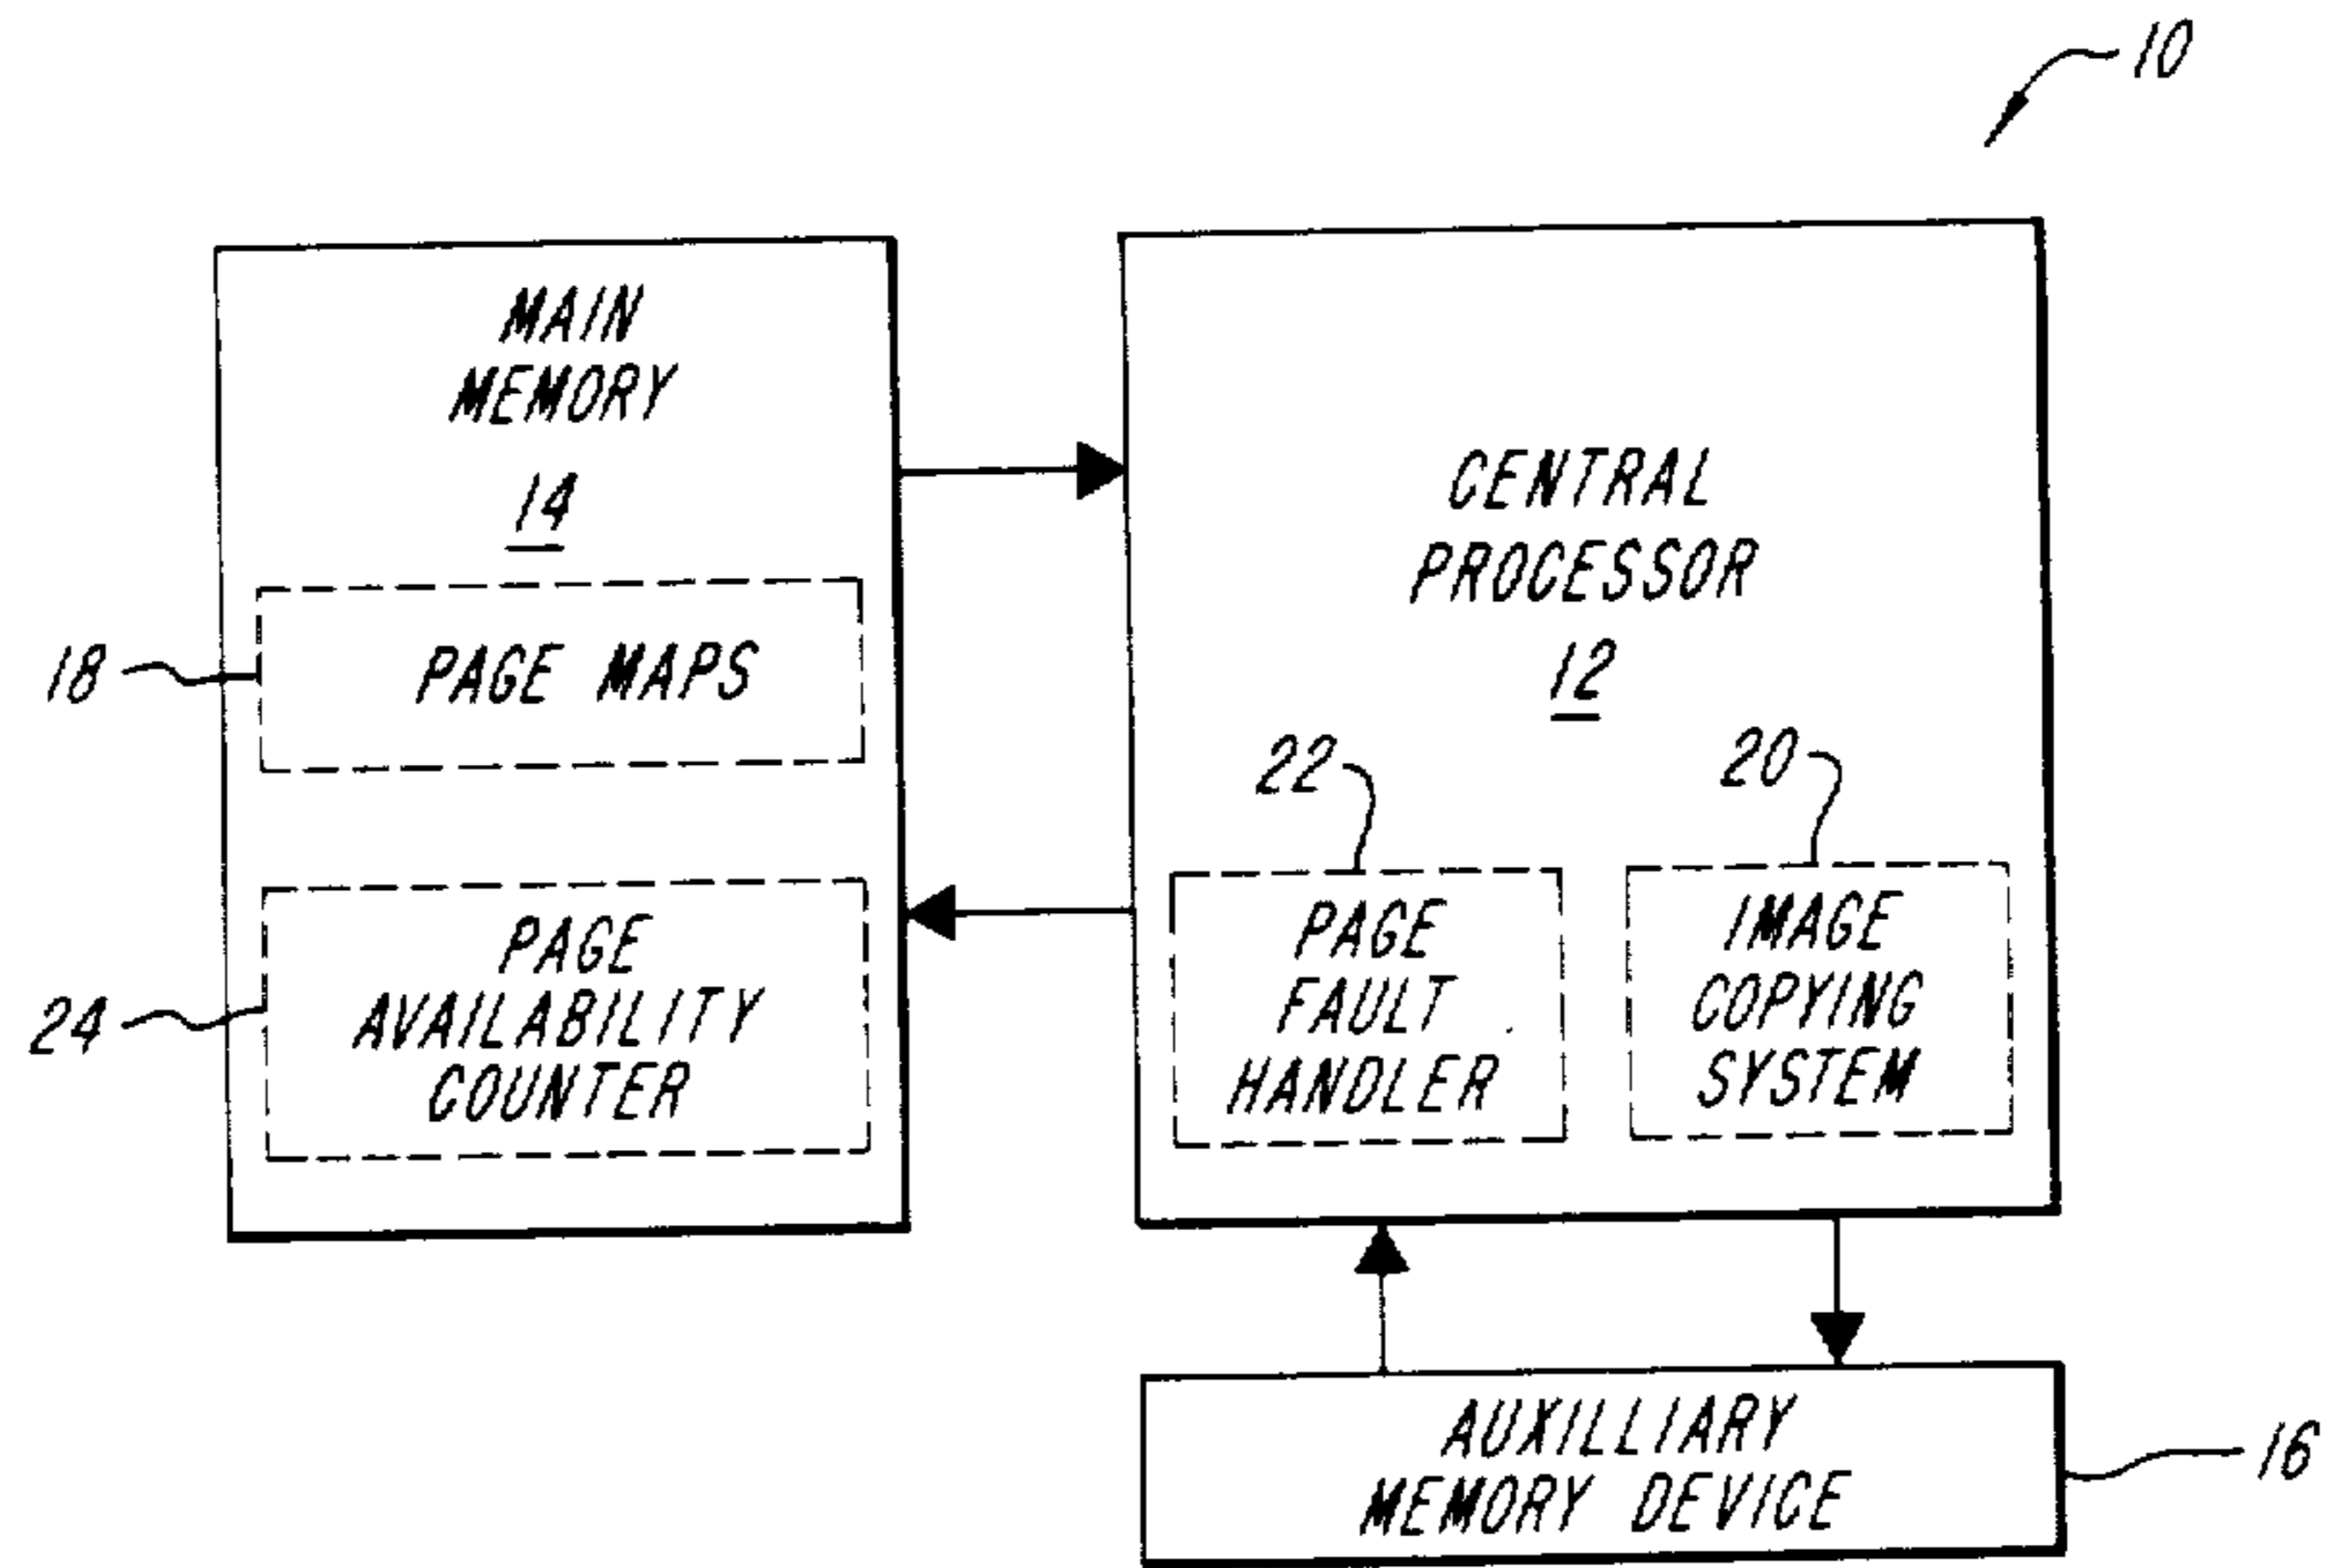 10
MAIN
MEMORY
14
18
PAGE MAPS
24
PAGE
AVAILABILITY
COUNTER
CENTRAL
PROCESSOR
12
22
PAGE
FAULT
HANDLER
20
IMAGE
COPYING
SYSTEM
AUXILLIARY
MEMORY DEVICE
16